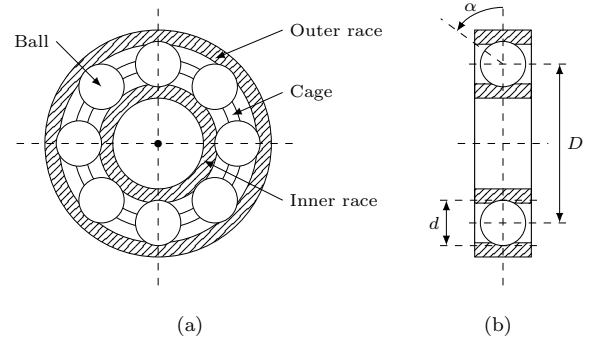 α
Ball
Outer race
Cage
D
Inner race
d
(a)
(b)